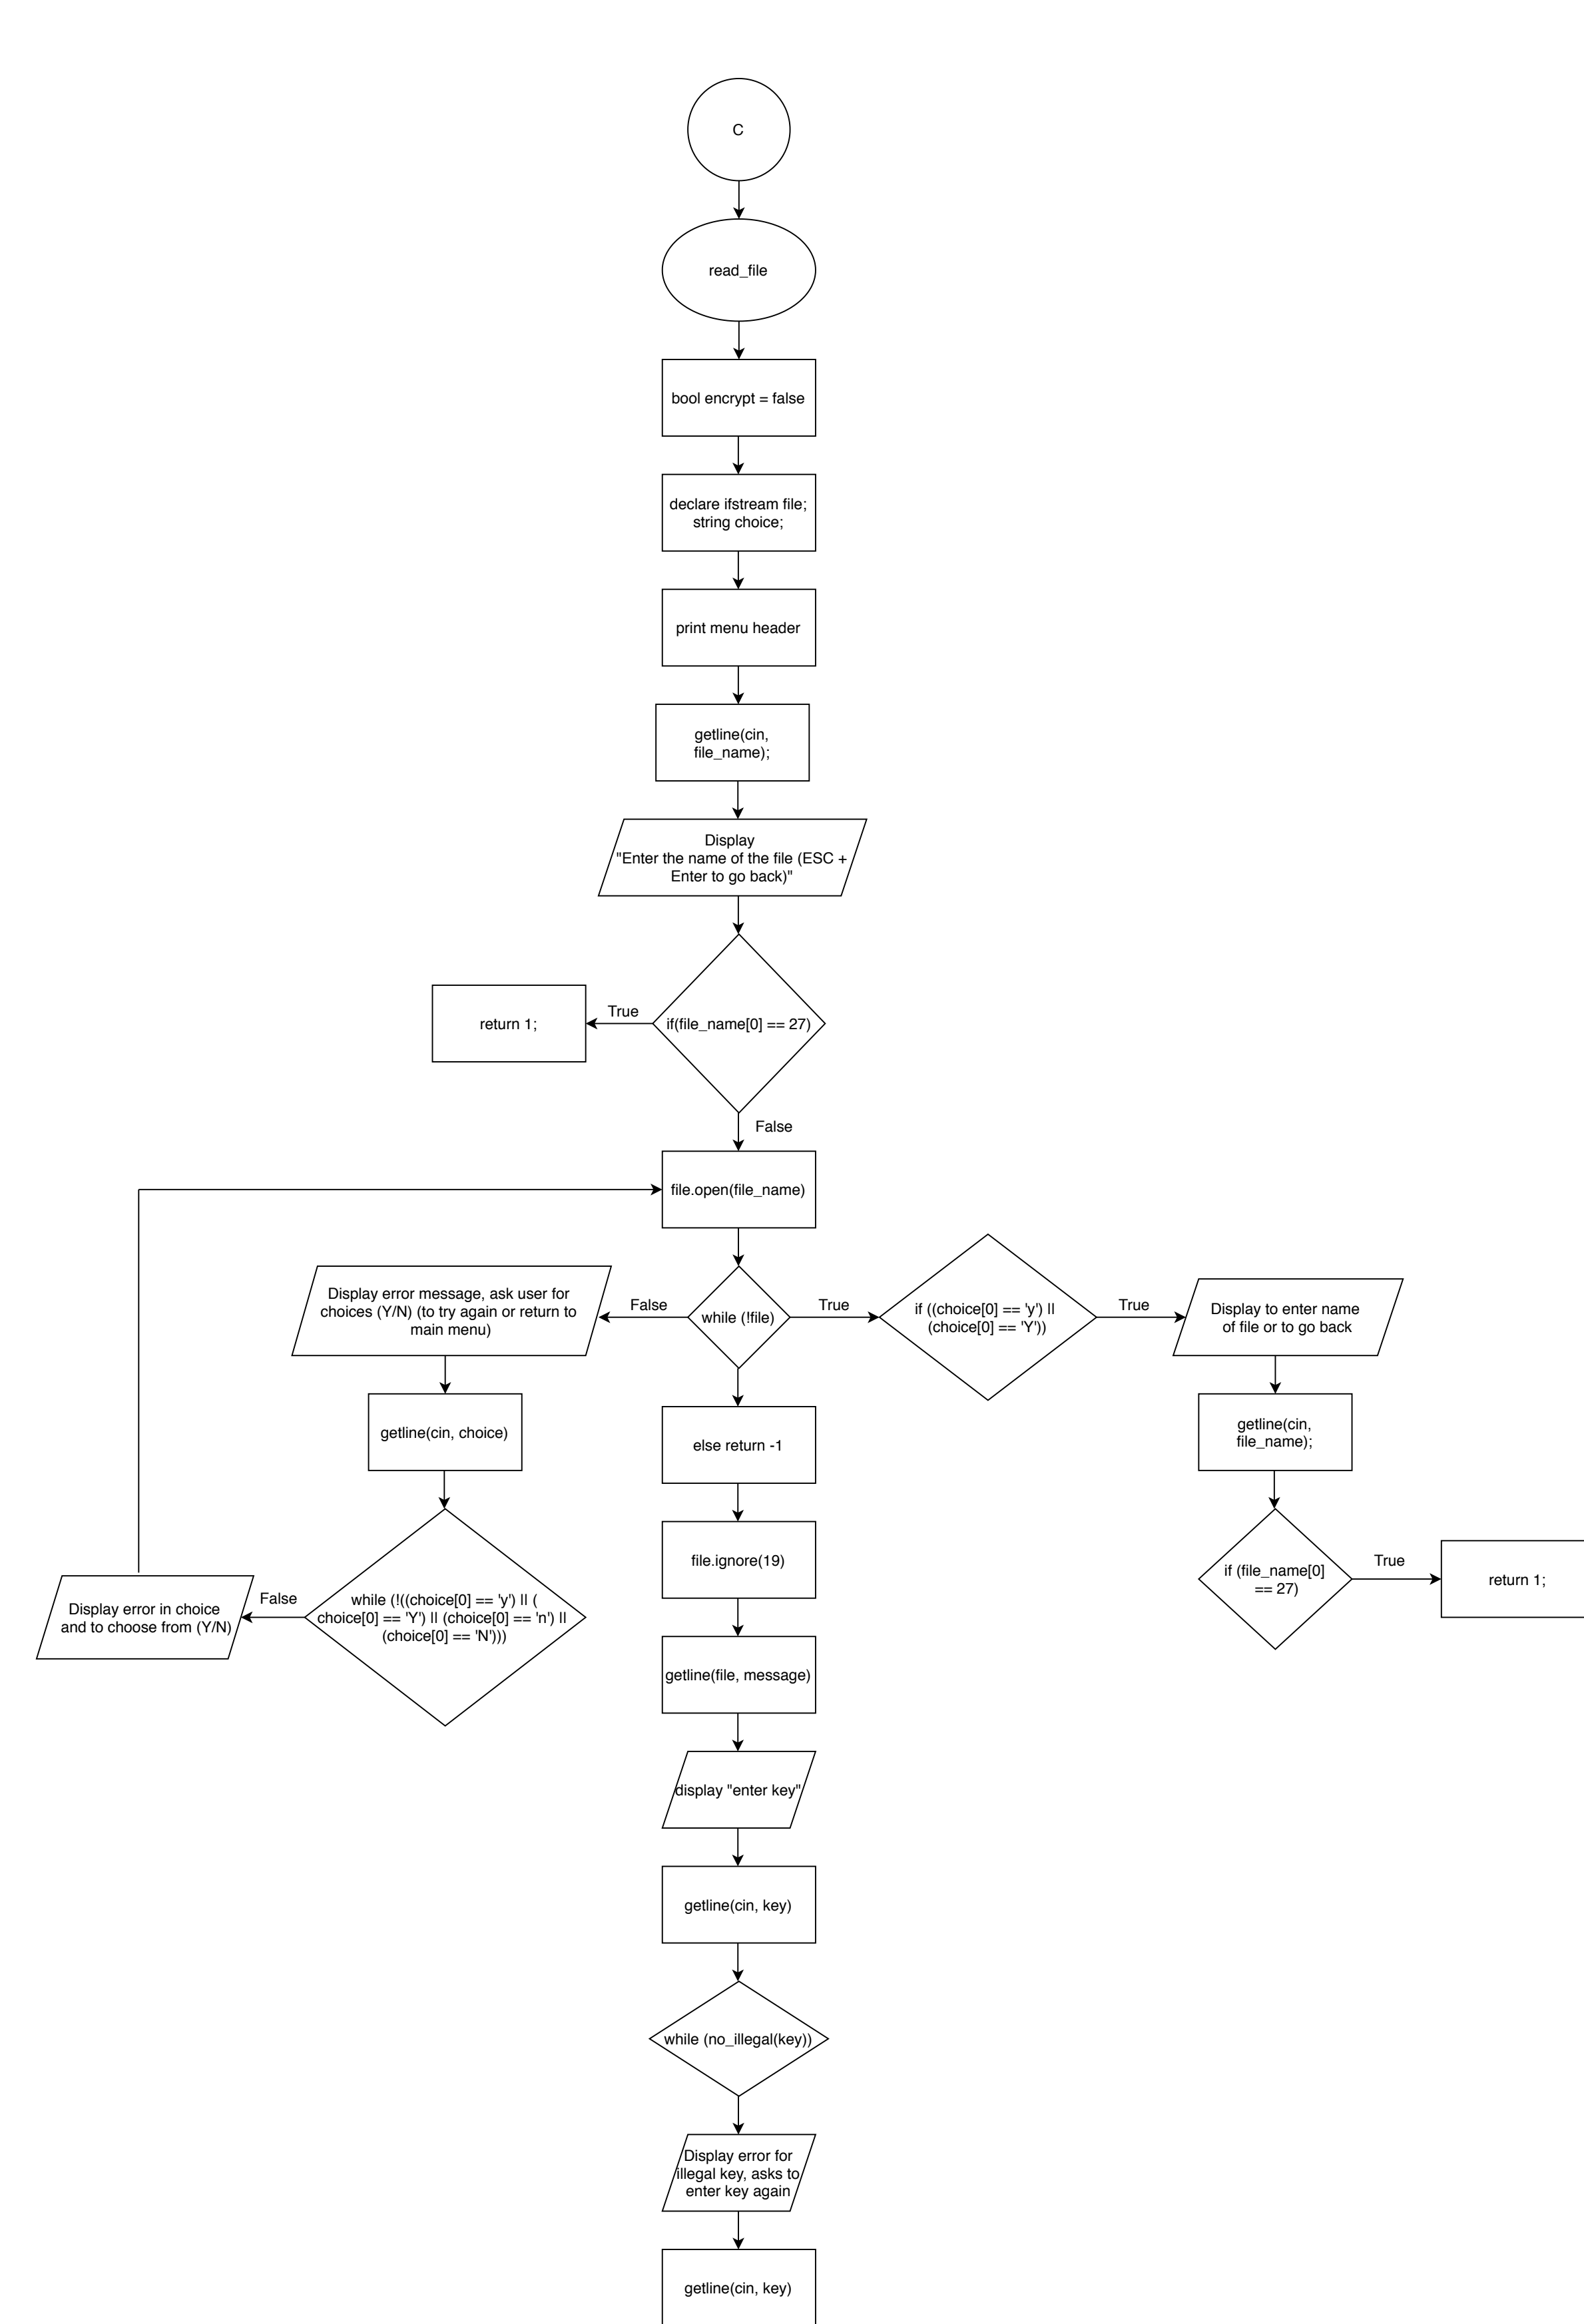 C
read_file
bool encrypt = false
declare ifstream file;
string choice;
print menu header
getline(cin,
file_name);
Display
"Enter the name of the file (ESC +
Enter to go back)"
if(file_name[0] == 27)
True
return 1;
False
file.open(file_name)
while (!file)
False
Display error message, ask user for
choices (Y/N) (to try again or return to
main menu)
getline(cin, choice)
while (!((choice[0] == 'y') || (
choice[0] == 'Y') || (choice[0] == 'n') ||
(choice[0] == 'N')))
False
Display error in choice
and to choose from (Y/N)
True
if ((choice[0] == 'y') ||
(choice[0] == 'Y'))
True
Display to enter name
of file or to go back
getline(cin,
file_name);
if (file_name[0]
== 27)
True
return 1;
else return -1
file.ignore(19)
getline(file, message)
display "enter key"
getline(cin, key)
while (no_illegal(key))
Display error for
illegal key, asks to
enter key again
getline(cin, key)